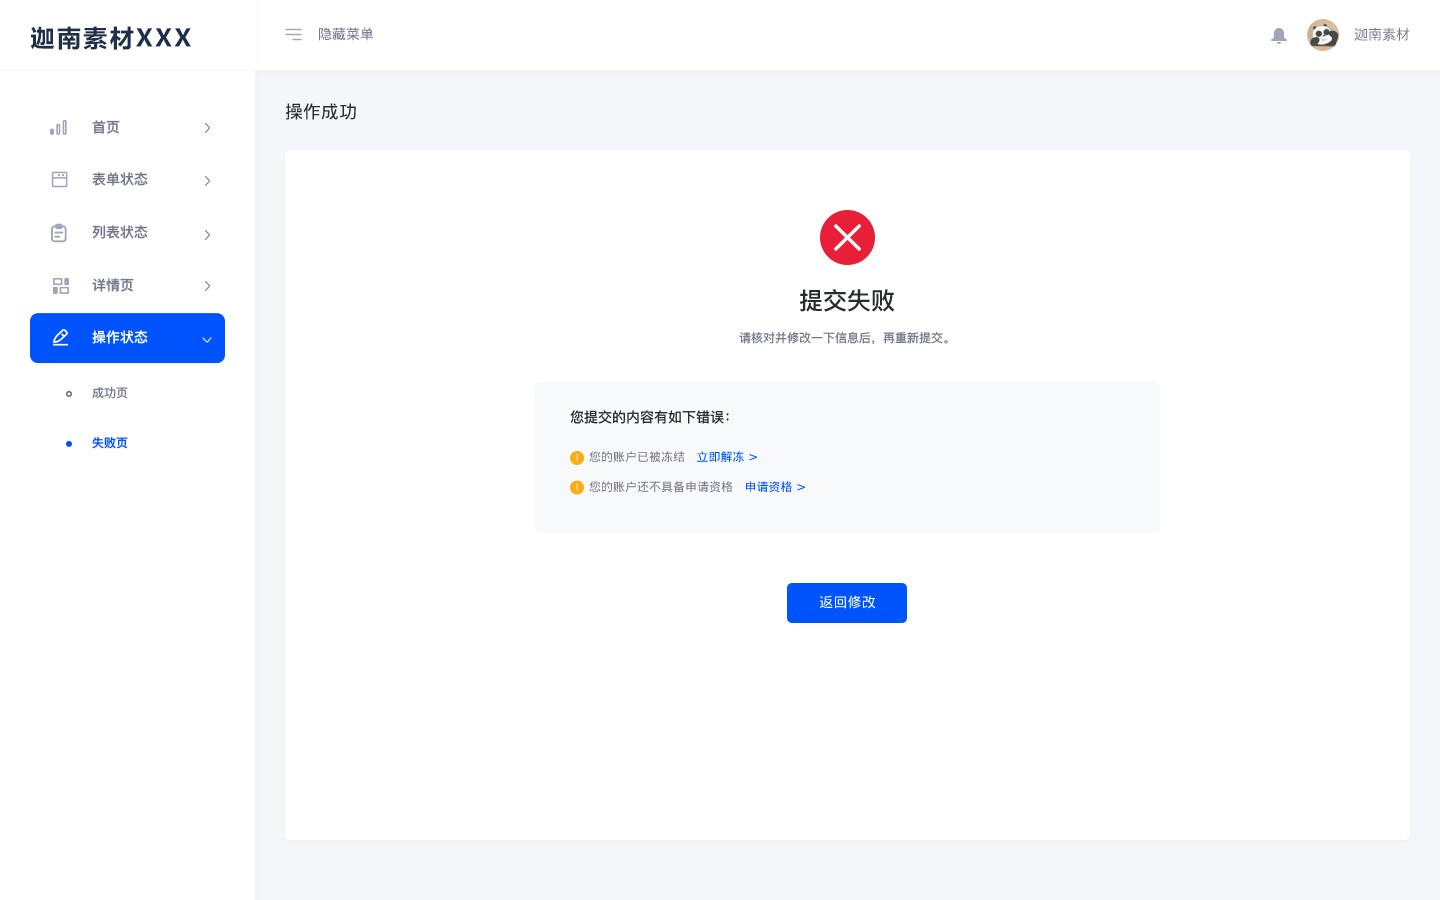 迦南素材XXX
隐藏菜单
迦南素材
首页
表单状态
列表状态
详情页
操作状态
成功页
失败页
操作成功
提交失败
请核对并修改一下信息后，再重新提交。
您提交的内容有如下错误：
您的账户已被冻结 立即解冻 >
您的账户还不具备申请资格 申请资格 >
返回修改